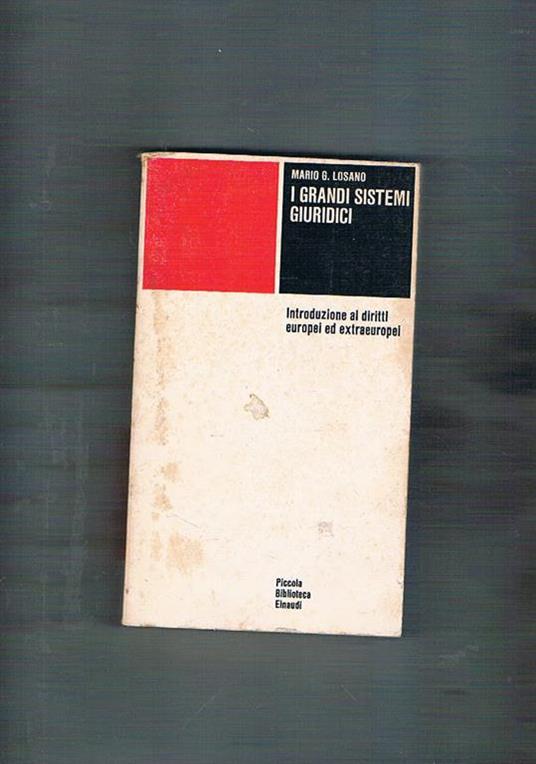 MARIO G. LOSANO
I GRANDI SISTEMI
GIURIDICI
Introduzione ai diritti
europei ed extraeuropei
Piccola
Biblioteca
Einaudi